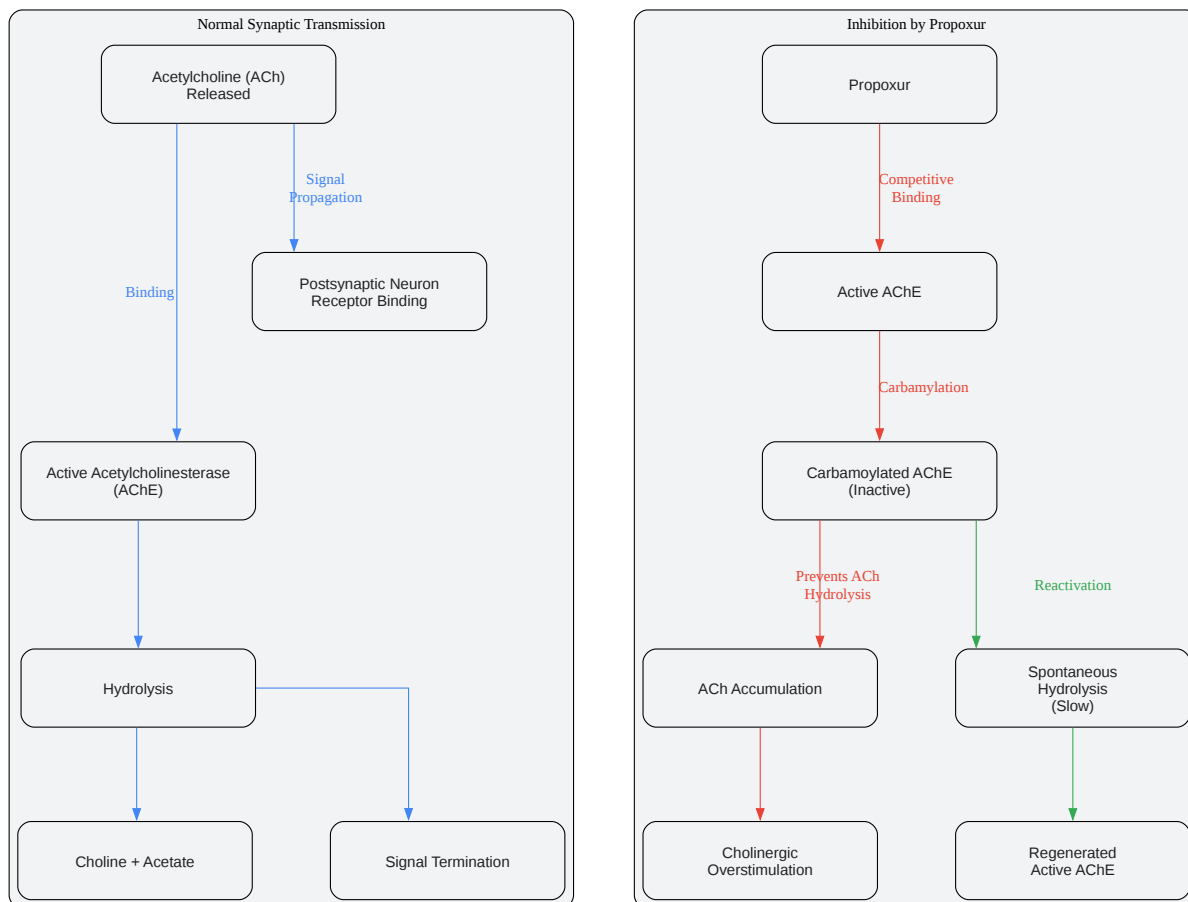 Normal Synaptic Transmission
Acetylcholine (ACh)
Released
Signal
Propagation
Binding
Postsynaptic Neuron
Receptor Binding
Active Acetylcholinesterase
(AChE)
Hydrolysis
Choline + Acetate
Signal Termination
Inhibition by Propoxur
Propoxur
Competitive
Binding
Active AChE
Carbamylation
Carbamoylated AChE
(Inactive)
Prevents ACh
Hydrolysis
Reactivation
ACh Accumulation
Spontaneous
Hydrolysis
(Slow)
Cholinergic
Overstimulation
Regenerated
Active AChE